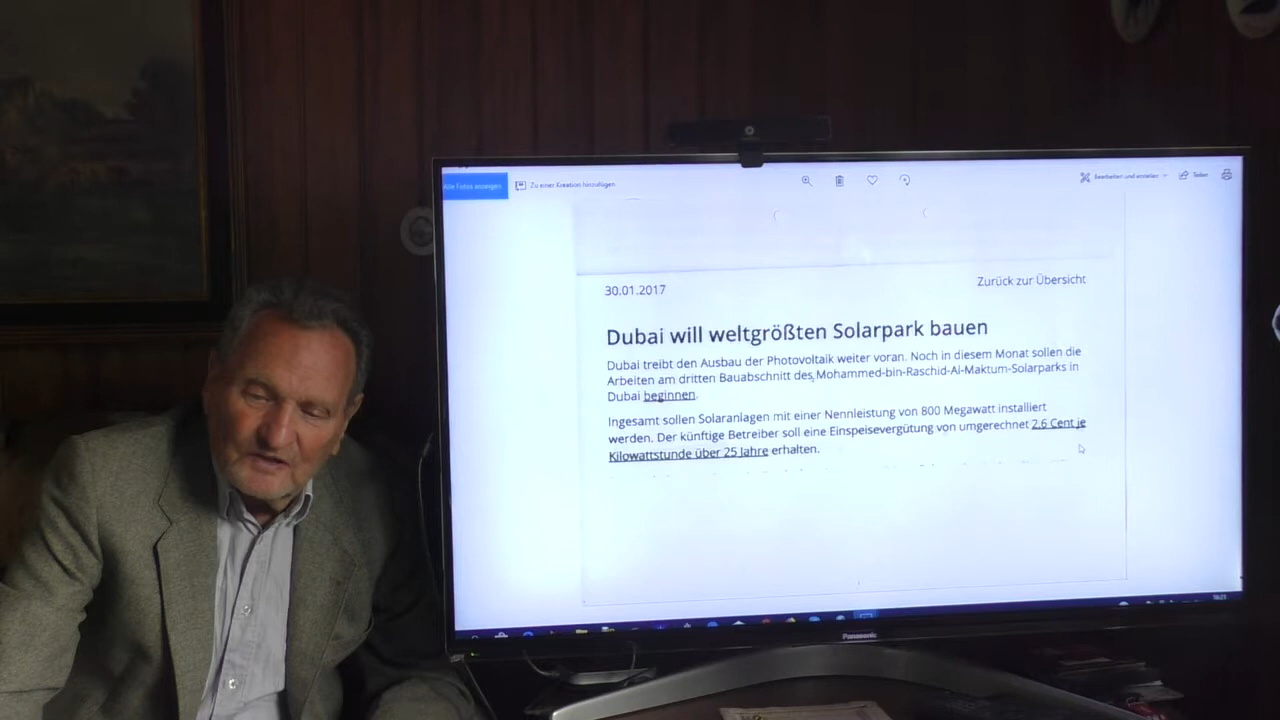 Alle Fotos anzeigen
Zu einer Kreation hinzufügen
Bearbeiten und erstellen
Teilen
30.01.2017
Zurück zur Übersicht
Dubai will weltgrößten Solarpark bauen
Dubai treibt den Ausbau der Photovoltaik weiter voran. Noch in diesem Monat sollen die
Arbeiten am dritten Bauabschnitt des Mohammed-bin-Raschid-Al-Maktum-Solarparks in
Dubai beginnen.
Ingesamt sollen Solaranlagen mit einer Nennleistung von 800 Megawatt installiert
werden. Der künftige Betreiber soll eine Einspeisevergütung von umgerechnet 2,6 Cent je
Kilowattstunde über 25 Jahre erhalten.
Panasonic